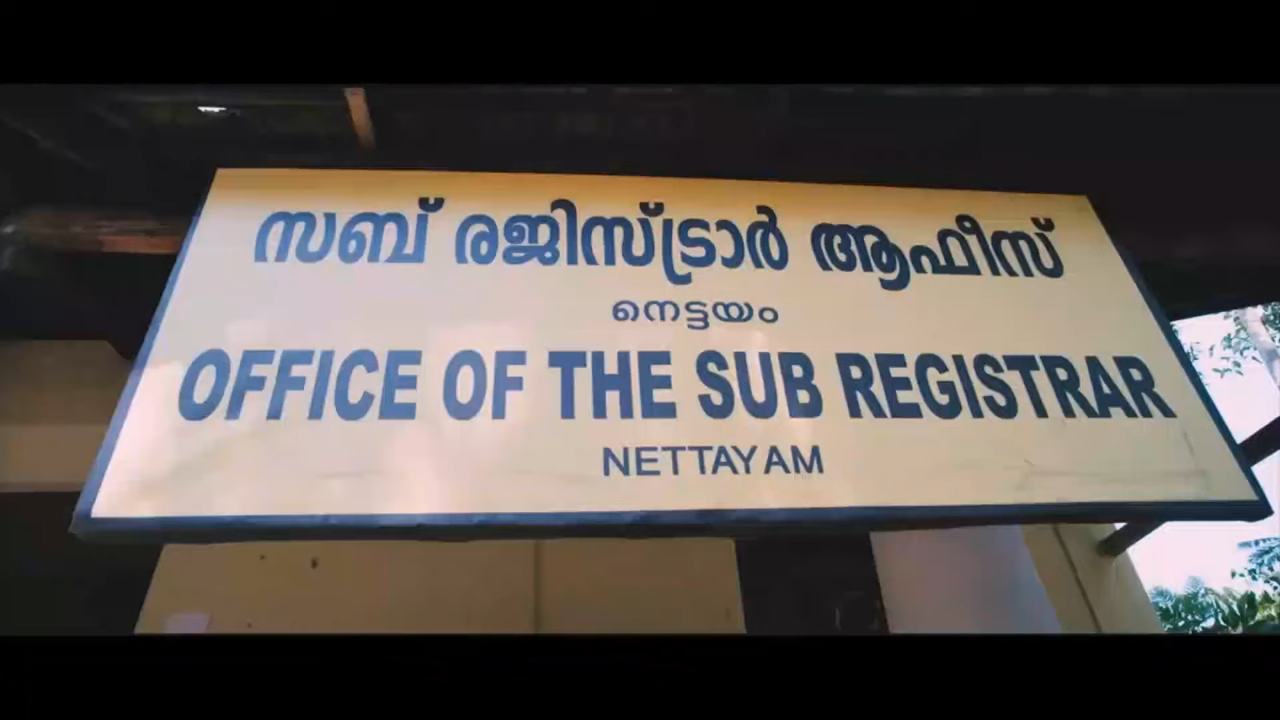 സബ് രജിസ്ട്രാർ ആഫീസ്
നെട്ടയം
OFFICE OF THE SUB REGISTRAR
NETTAYAM